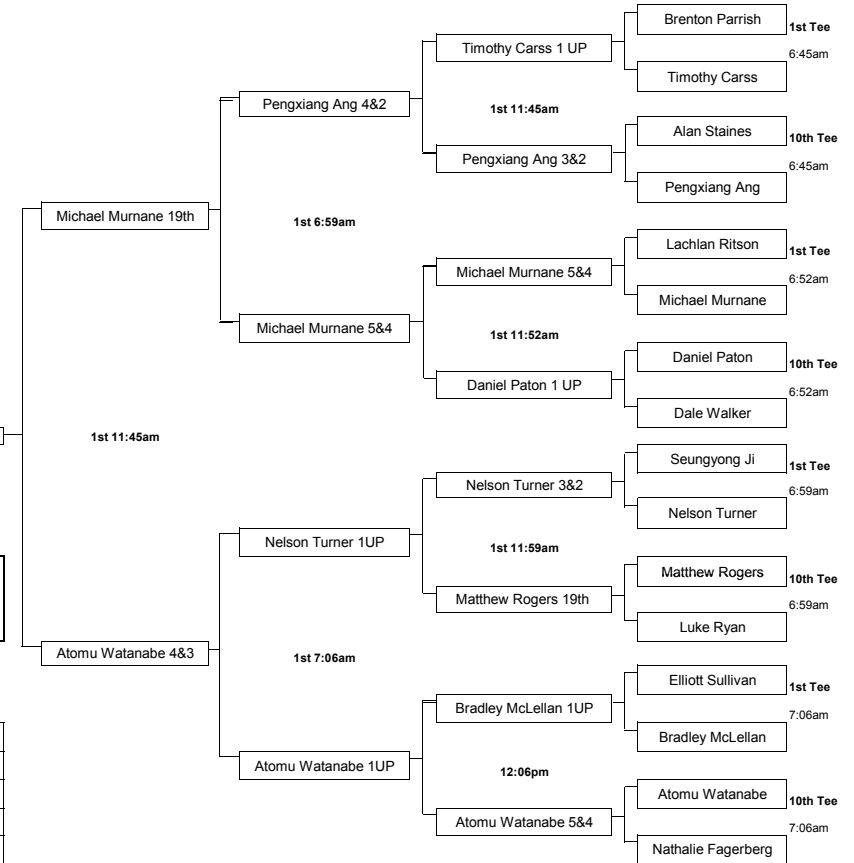 Brenton Parrish
1st Tee
Timothy Carss 1 UP
6:45am
Timothy Carss
Pengxiang Ang 4&2
1st 11:45am
Alan Staines
10th Tee
Pengxiang Ang 3&2
6:45am
Pengxiang Ang
Michael Murnane 19th
1st 6:59am
Lachlan Ritson
1st Tee
Michael Murnane 5&4
6:52am
Michael Murnane
Michael Murnane 5&4
1st 11:52am
Daniel Paton
10th Tee
Daniel Paton 1 UP
6:52am
Dale Walker
1st 11:45am
Seungyong Ji
1st Tee
Nelson Turner 3&2
6:59am
Nelson Turner
Nelson Turner 1UP
1st 11:59am
Matthew Rogers
10th Tee
Matthew Rogers 19th
6:59am
Luke Ryan
Atomu Watanabe 4&3
1st 7:06am
Elliott Sullivan
1st Tee
Bradley McLellan 1UP
7:06am
Bradley McLellan
Atomu Watanabe 1UP
12:06pm
Atomu Watanabe
10th Tee
Atomu Watanabe 5&4
7:06am
Nathalie Fagerberg